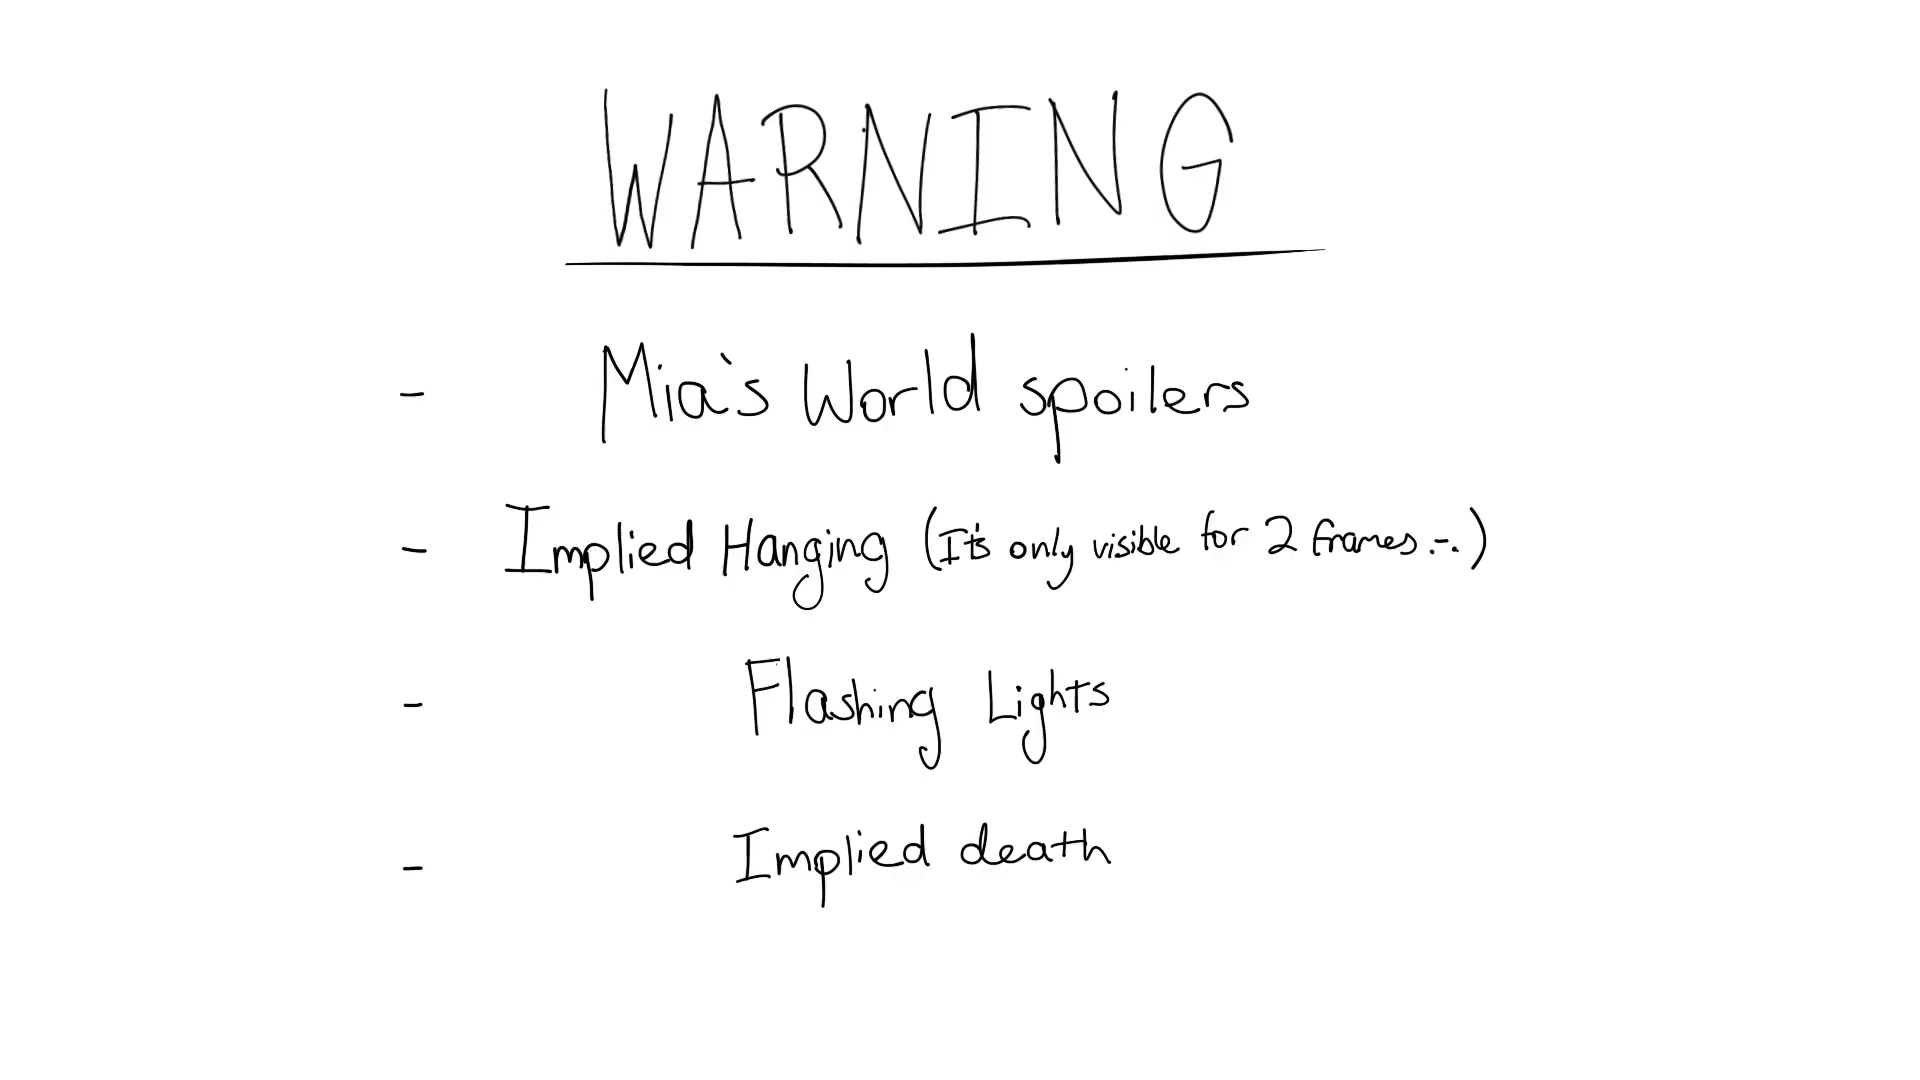 WARNING
- Mia's World spoilers
- Implied Hanging (It's only visible for 2 frames .-.)
- Flashing Lights
- Implied death